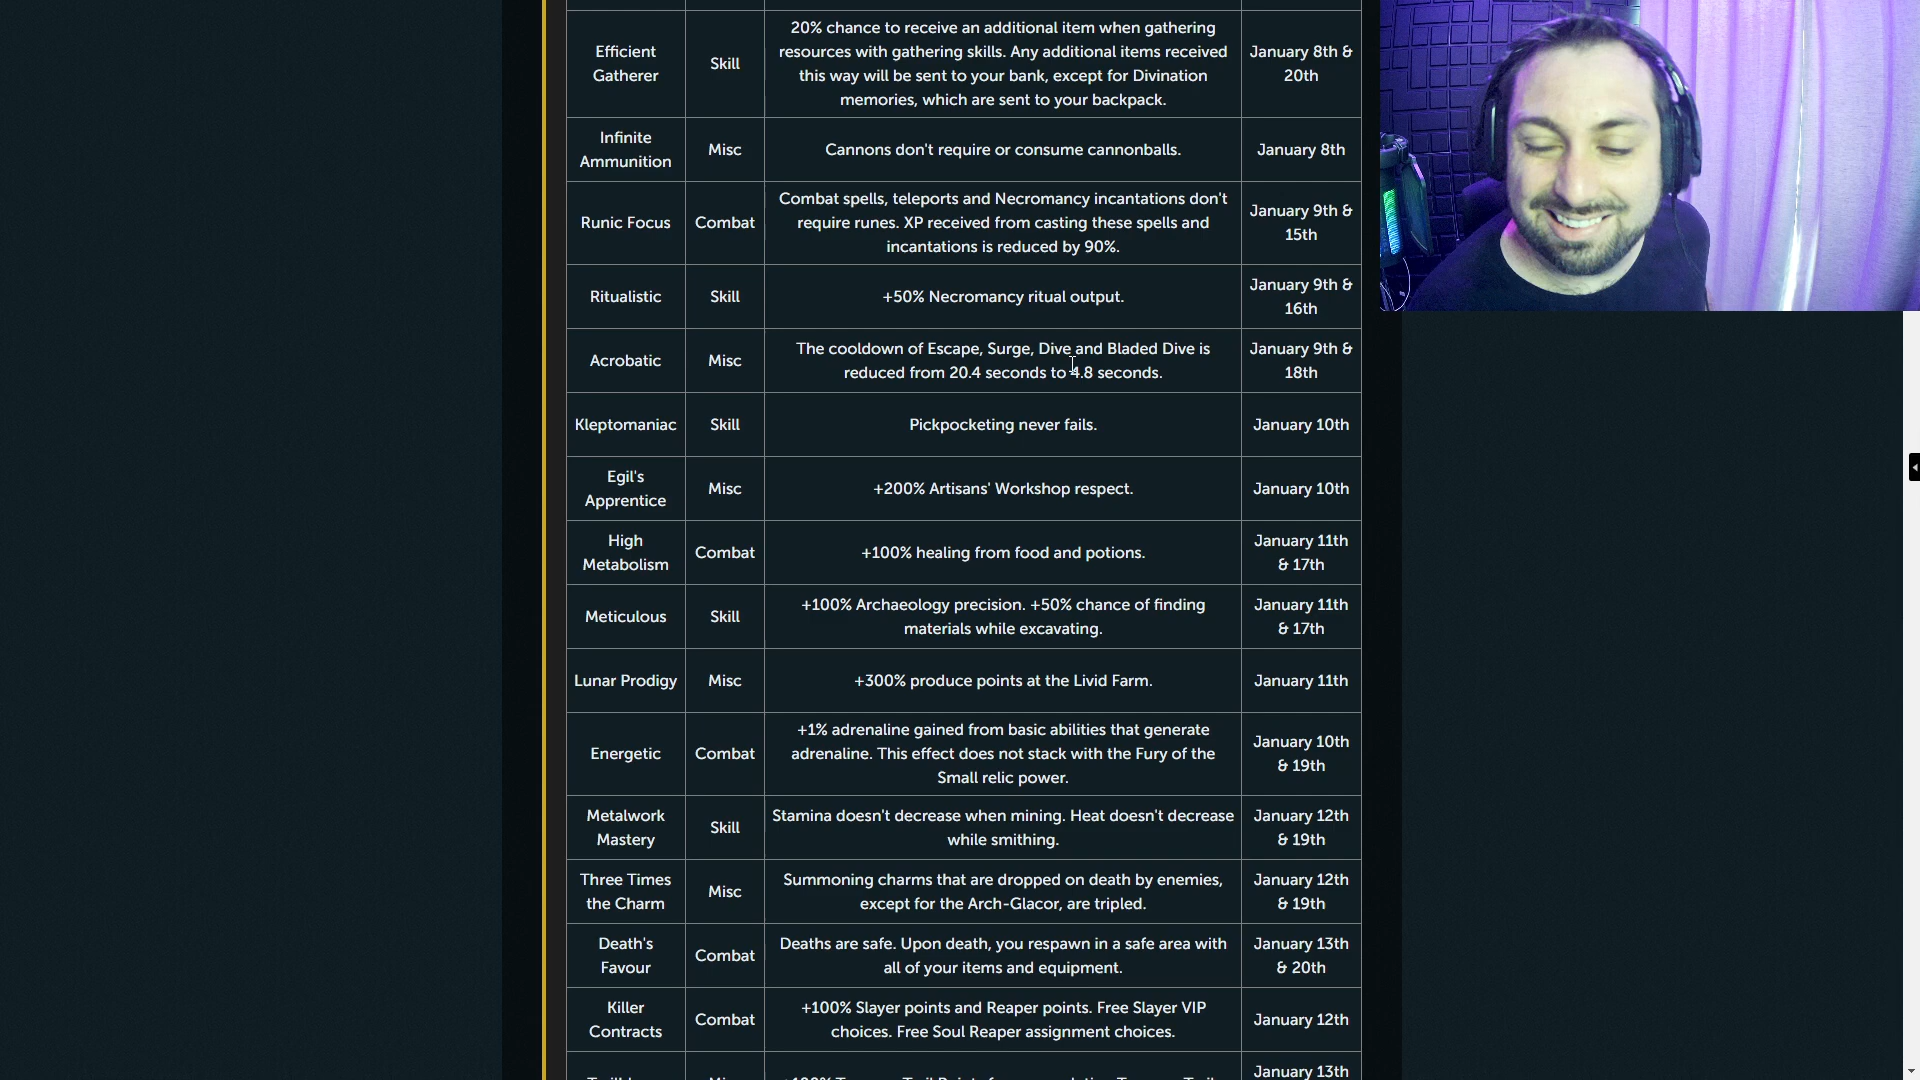 20% chance to receive an additional item when gathering
resources with gathering skills. Any additional items received
this way will be sent to your bank, except for Divination
memories, which are sent to your backpack.
Efficient
Gatherer
Skill
January 8th &
20th
Infinite
Ammunition
Misc
Cannons don't require or consume cannonballs.
January 8th
Runic Focus
Combat
Combat spells, teleports and Necromancy incantations don't
require runes. XP received from casting these spells and
incantations is reduced by 90%.
January 9th &
15th
Ritualistic
Skill
+50% Necromancy ritual output.
January 9th &
16th
Acrobatic
Misc
The cooldown of Escape, Surge, Dive and Bladed Dive is
reduced from 20.4 seconds to 4.8 seconds.
January 9th &
18th
Kleptomaniac
Skill
Pickpocketing never fails.
January 10th
Egil's
Apprentice
Misc
+200% Artisans' Workshop respect.
January 10th
High
Metabolism
Combat
+100% healing from food and potions.
January 11th
& 17th
Meticulous
Skill
+100% Archaeology precision. +50% chance of finding
materials while excavating.
January 11th
& 17th
Lunar Prodigy
Misc
+300% produce points at the Livid Farm.
January 11th
Energetic
Combat
+1% adrenaline gained from basic abilities that generate
adrenaline. This effect does not stack with the Fury of the
Small relic power.
January 10th
& 19th
Metalwork
Mastery
Skill
Stamina doesn't decrease when mining. Heat doesn't decrease
while smithing.
January 12th
& 19th
Three Times
the Charm
Misc
Summoning charms that are dropped on death by enemies,
except for the Arch-Glacor, are tripled.
January 12th
& 19th
Death's
Favour
Combat
Deaths are safe. Upon death, you respawn in a safe area with
all of your items and equipment.
January 13th
& 20th
Killer
Contracts
Combat
+100% Slayer points and Reaper points. Free Slayer VIP
choices. Free Soul Reaper assignment choices.
January 12th
January 13th